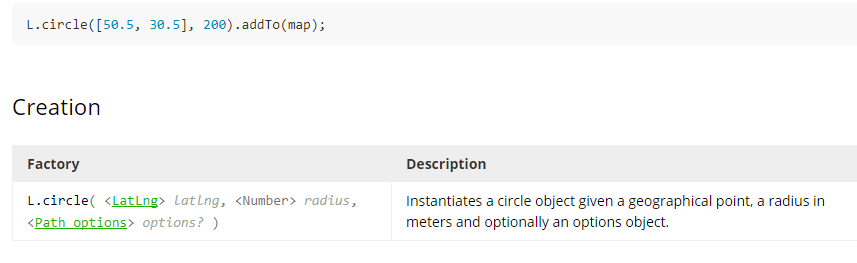 L.circle([50.5, 30.5], 200).addTo(map);
Creation
Factory
Description
L.circle( <LatLng> latlng, <Number> radius,
<Path options> options? )
Instantiates a circle object given a geographical point, a radius in
meters and optionally an options object.